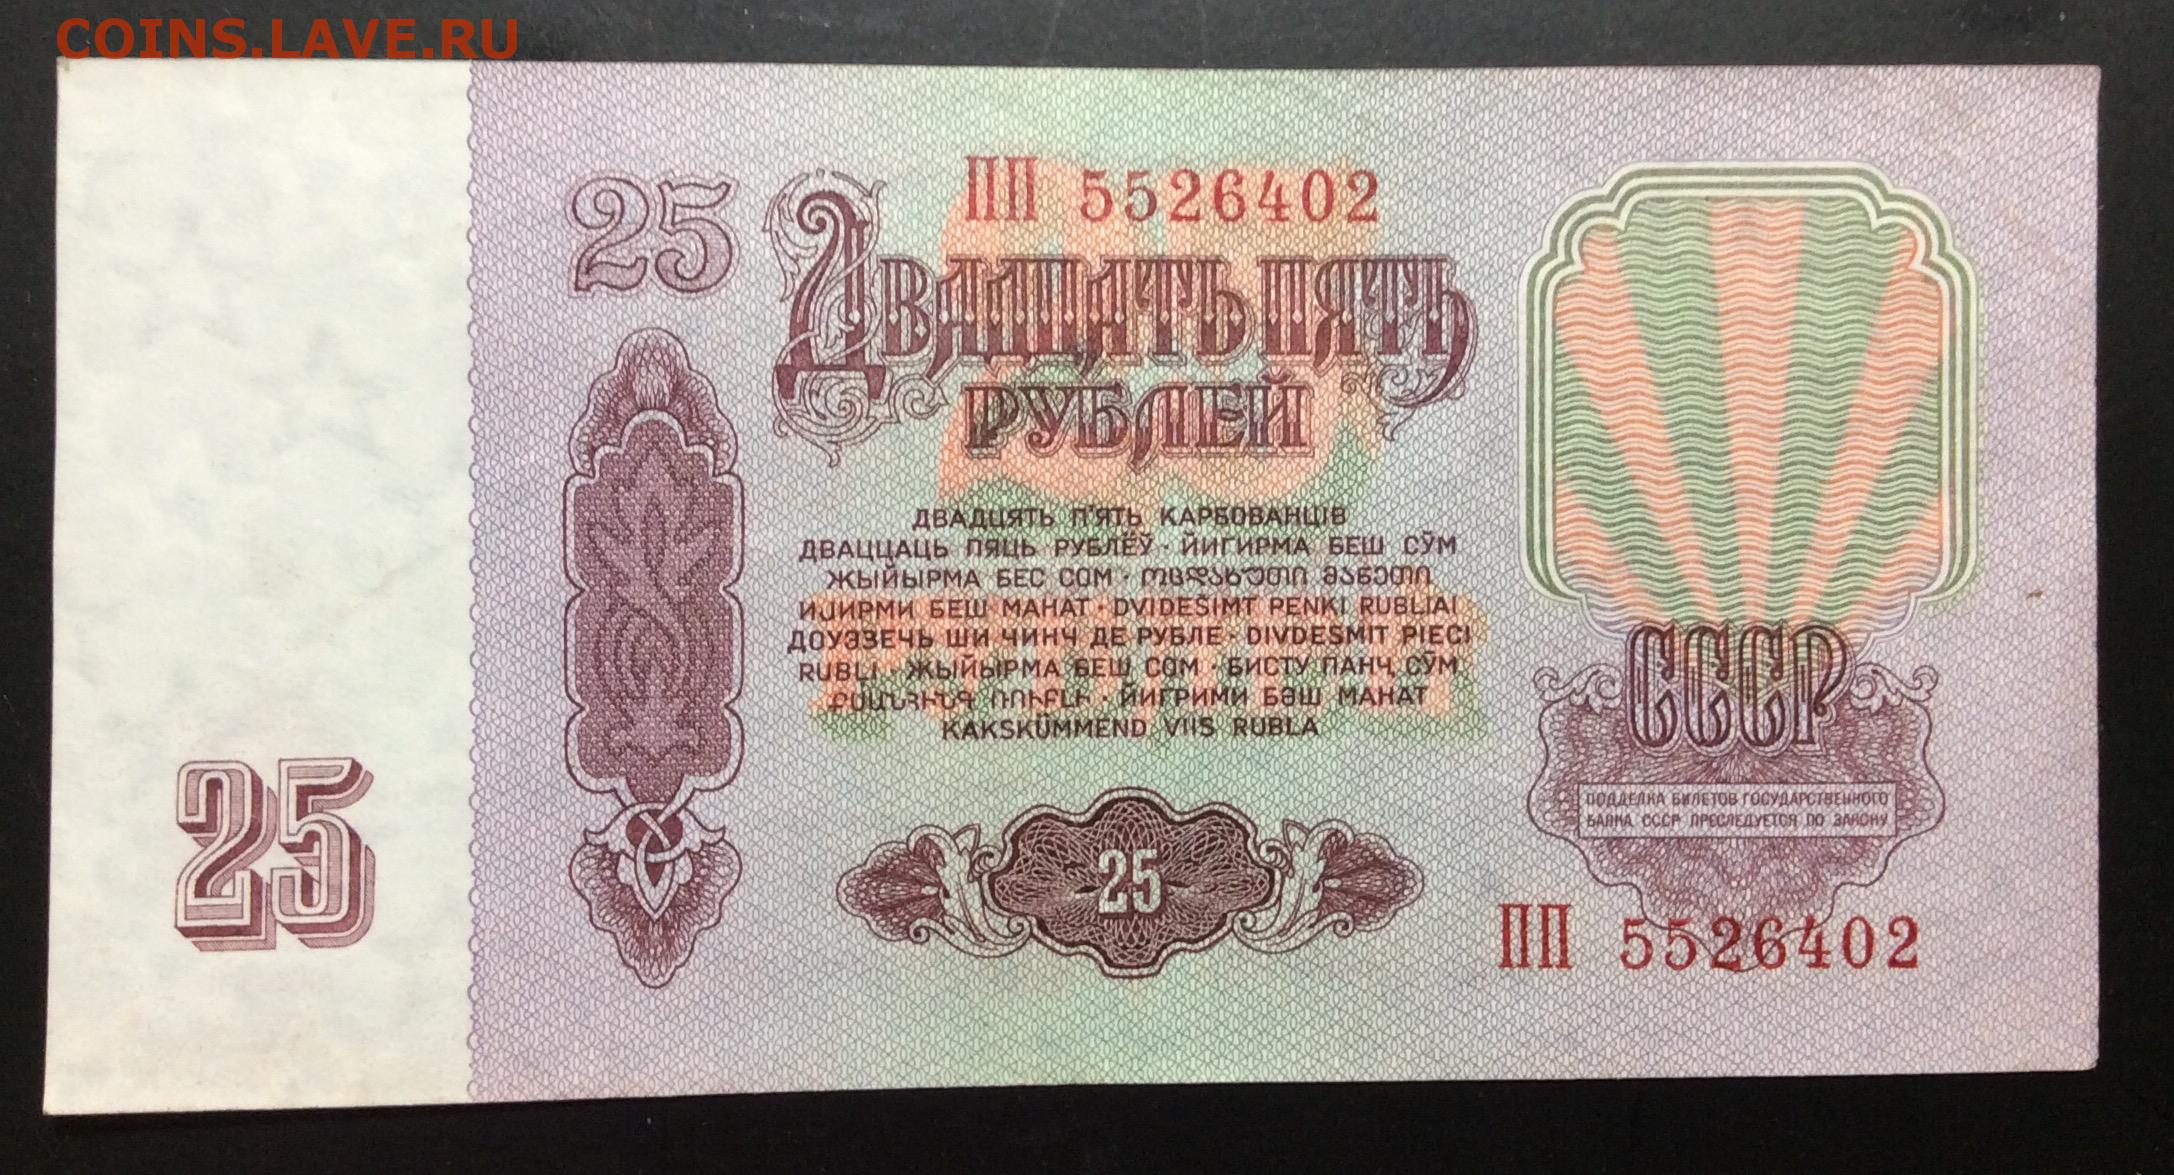 COINS.LAVE.RU
25
ПП 5526402
ДВАДЦАТЬ ПЯТЬ
РУБЛЕЙ
ДВАДЦЯТЬ П'ЯТЬ КАРБОВАНЦІВ
ДВАЦЦАЦЬ ПЯЦЬ РУБЛЁЎ · ЙИГИРМА БЕШ СЎМ
ЖЫЙЫРМА БЕС СОМ · ოცდახუთი მანეთი
ИЈИРМИ БЕШ МАНАТ · DVIDEŠIMT PENKI RUBLIAI
ДОУЭЗЕЧЬ ШИ ЧИНЧ ДЕ РУБЛЕ · DIVDESMIT PIECI
RUBLI · ЖЫЙЫРМА БЕШ СОМ · БИСТУ ПАНҶ СӮМ
ՔՍԱՆՀԻՆԳ ՌՈՒԲԼԻ · ЙИГРИМИ БӘШ МАНАТ
KAKSKÜMMEND VIIS RUBLA
СССР
ПОДДЕЛКА БИЛЕТОВ ГОСУДАРСТВЕННОГО
БАНКА СССР ПРЕСЛЕДУЕТСЯ ПО ЗАКОНУ
25
25
ПП 5526402